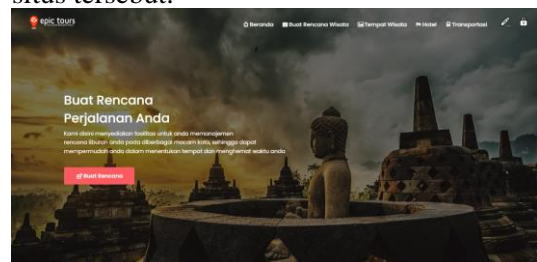 situs tersebut.
epic tours
Beranda Buat Rencana Wisata Tempat Wisata Hotel Transportasi
Buat Rencana
Perjalanan Anda
Kami disini menyediakan fasilitas untuk anda memanajemen
rencana liburan anda pada diberbagai macam kota, sehingga dapat
mempermudah anda dalam menentukan tempat dan menghemat waktu anda
Buat Rencana